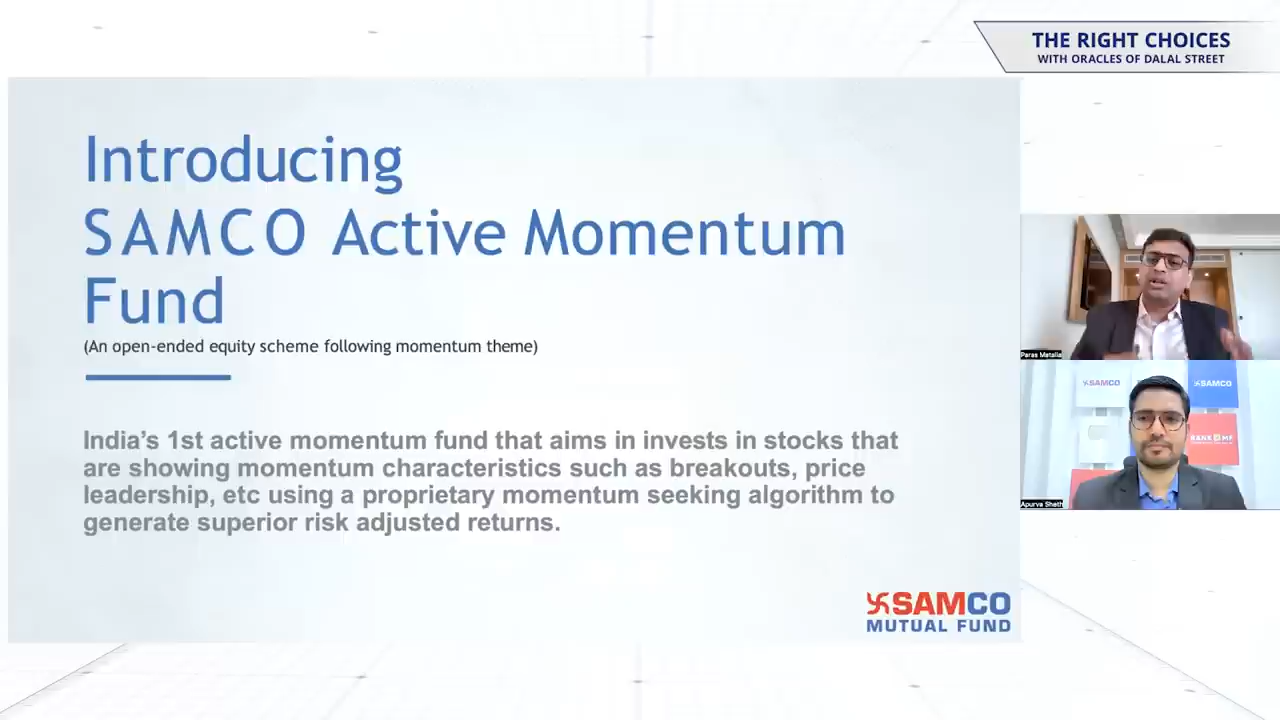 THE RIGHT CHOICES
WITH ORACLES OF DALAL STREET
Introducing
SAMCO Active Momentum
Fund
(An open-ended equity scheme following momentum theme)
India's 1st active momentum fund that aims in invests in stocks that
are showing momentum characteristics such as breakouts, price
leadership, etc using a proprietary momentum seeking algorithm to
generate superior risk adjusted returns.
SAMCO
MUTUAL FUND
Paras Matalia
SAMCO
SAMCO
RANK MF
Apurva Sheth